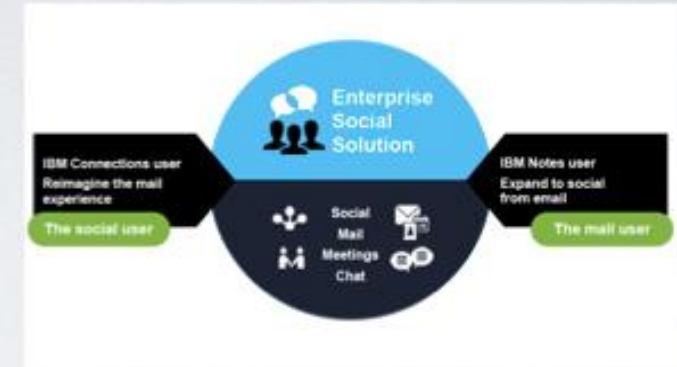 Enterprise
Social
Solution
IBM Connections user
Reimagine the mail
experience
The social user
IBM Notes user
Expand to social
from email
The mail user
Social
Mail
Meetings
Chat